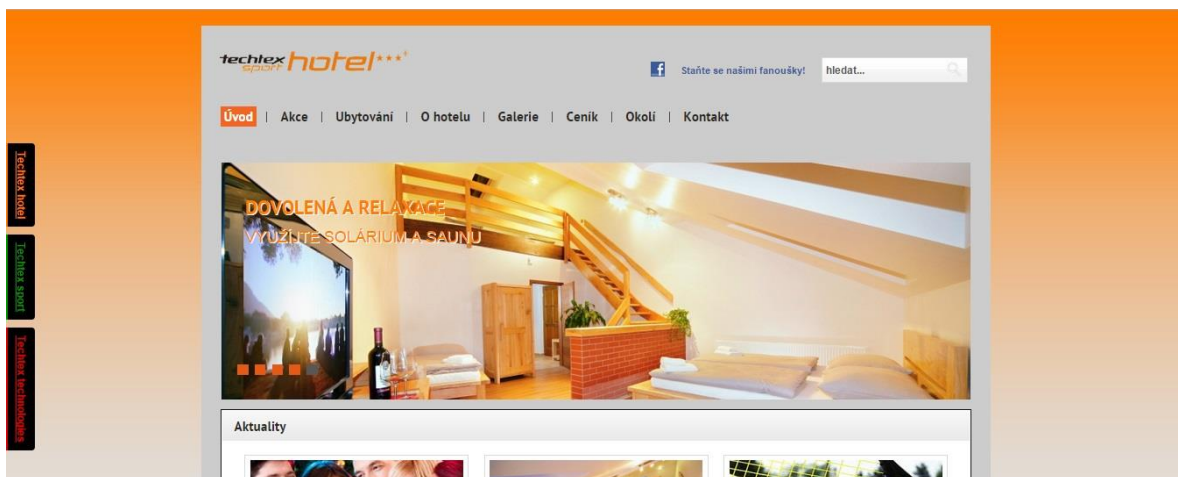 techtex hotel****
sport
Staňte se našimi fanoušky!
hledat...
Úvod | Akce | Ubytování | O hotelu | Galerie | Ceník | Okolí | Kontakt
Techtex hotel
Techtex sport
Techtex technologies
DOVOLENÁ A RELAXACE
VYUŽIJTE SOLÁRIUM A SAUNU
Aktuality